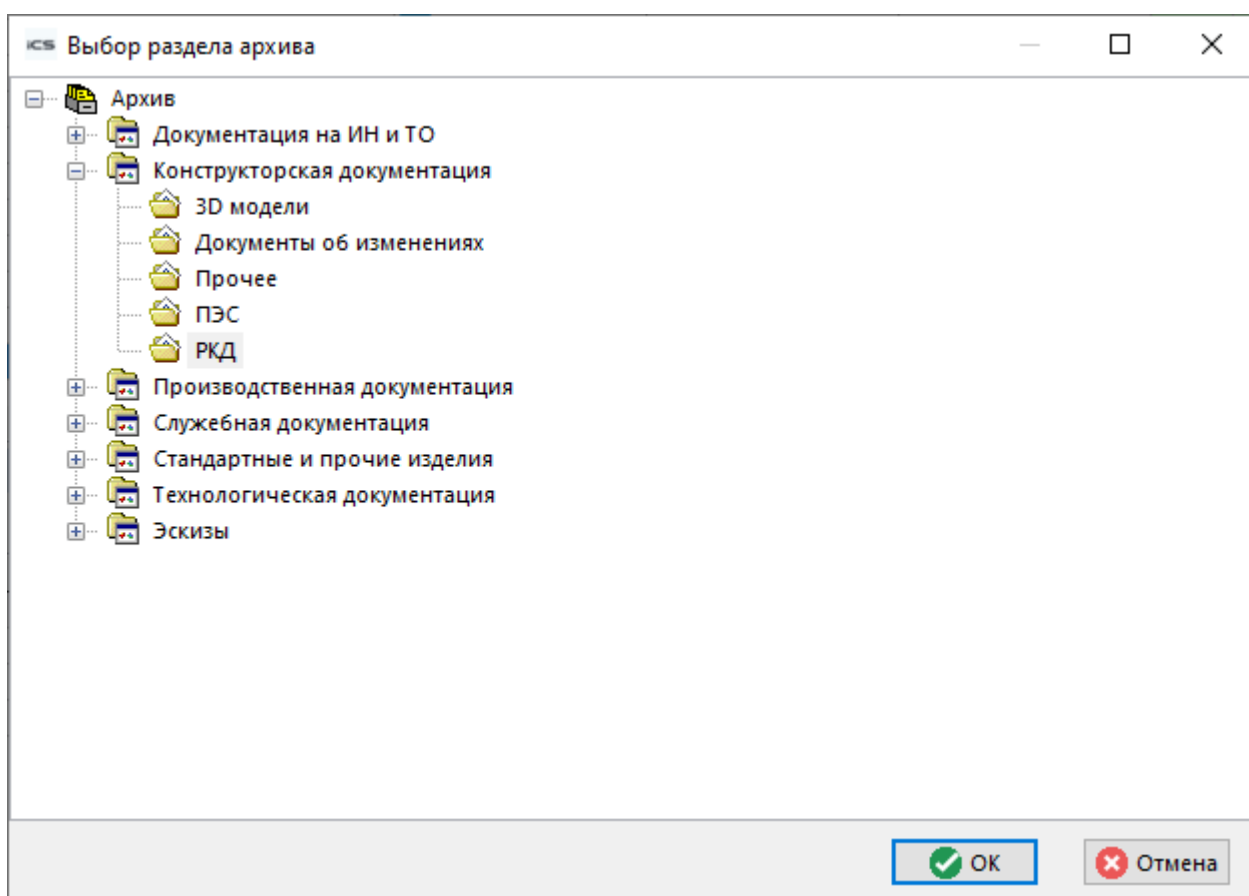 iCS Выбор раздела архива
Архив
Документация на ИН и ТО
Конструкторская документация
3D модели
Документы об изменениях
Прочее
ПЭС
РКД
Производственная документация
Служебная документация
Стандартные и прочие изделия
Технологическая документация
Эскизы
ОК Отмена